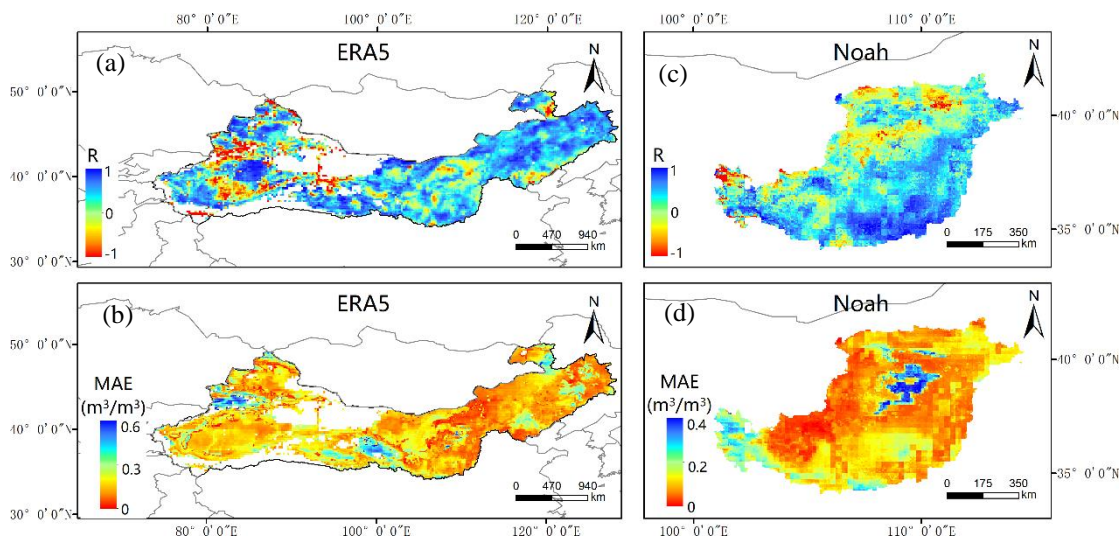 80° 0′0″E 100° 0′0″E 120° 0′0″E
110° 0′0″E
(a)
ERA5
N
50° 0′0″N
40° 0′0″N
30° 0′0″N
R
1
0
-1
0 470 940
km
(c)
Noah
N
40° 0′0″N
35° 0′0″N
R
1
0
-1
0 175 350
km
(b)
ERA5
N
50° 0′0″N
40° 0′0″N
30° 0′0″N
MAE
(m³/m³)
0.6
0.3
0
0 470 940
km
80° 0′0″E 100° 0′0″E 120° 0′0″E
(d)
Noah
N
40° 0′0″N
35° 0′0″N
MAE
(m³/m³)
0.4
0.2
0
0 175 350
km
100° 0′0″E 110° 0′0″E